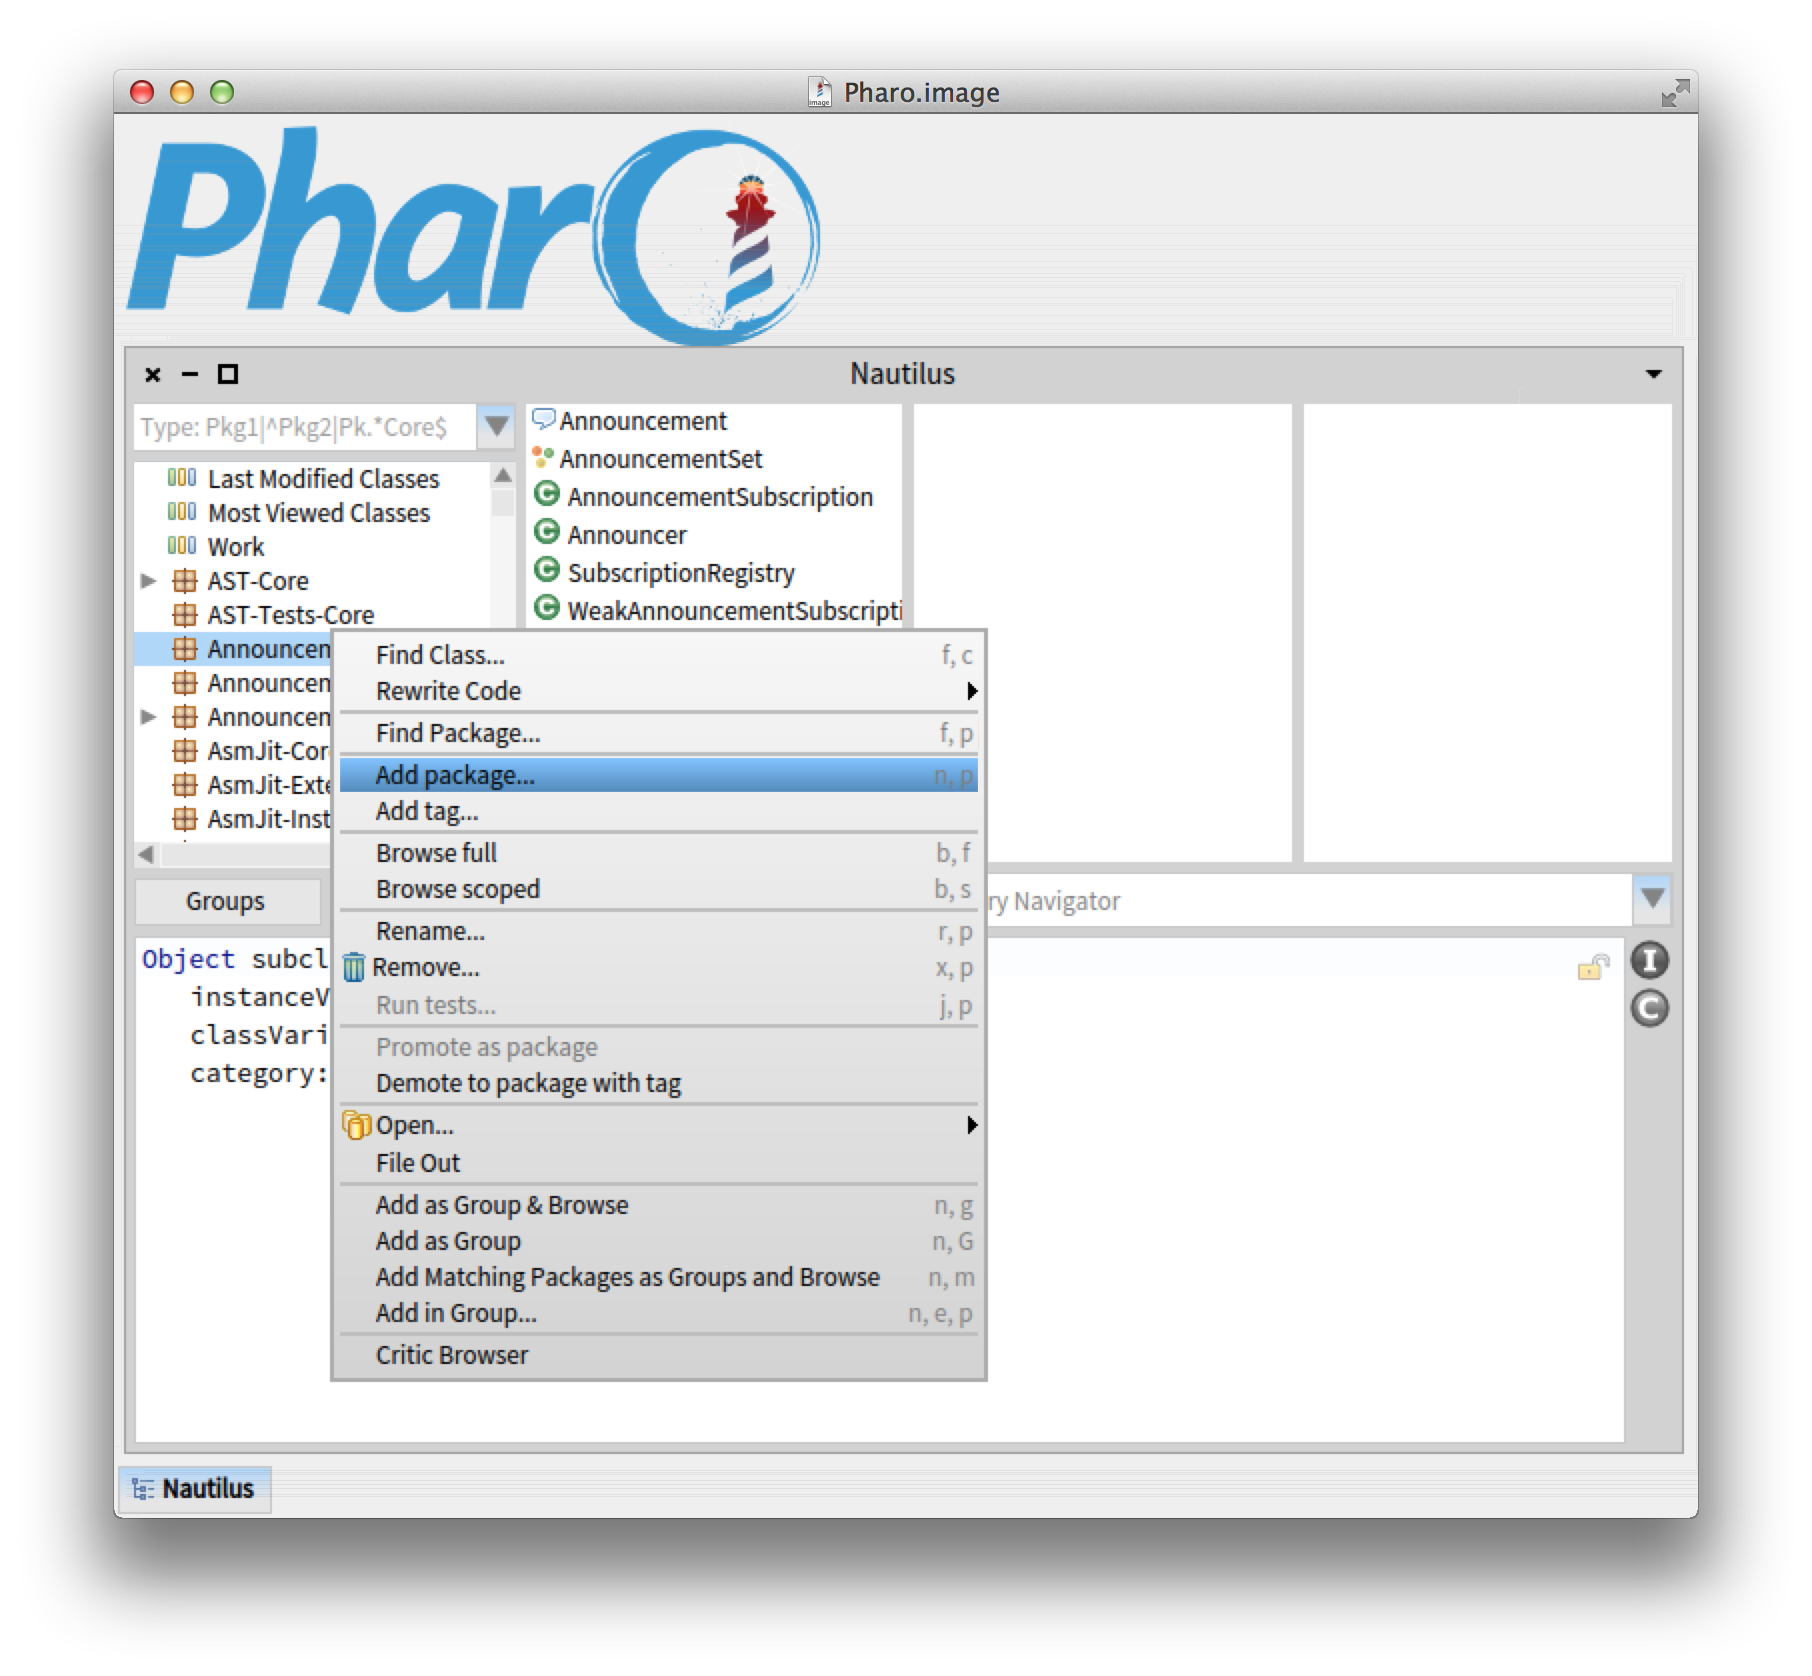 Pharo.image
Pharo
Nautilus
Type: Pkg1|^Pkg2|Pk.*Core$
Last Modified Classes
Most Viewed Classes
Work
AST-Core
AST-Tests-Core
Announcem
Announcem
Announcem
AsmJit-Cor
AsmJit-Exte
AsmJit-Inst
Announcement
AnnouncementSet
AnnouncementSubscription
Announcer
SubscriptionRegistry
WeakAnnouncementSubscripti
Find Class... f, c
Rewrite Code
Find Package... f, p
Add package... n, p
Add tag...
Browse full b, f
Browse scoped b, s
Rename... r, p
Remove... x, p
Run tests... j, p
Promote as package
Demote to package with tag
Open...
File Out
Add as Group & Browse n, g
Add as Group n, G
Add Matching Packages as Groups and Browse n, m
Add in Group... n, e, p
Critic Browser
Groups
ry Navigator
Object subcl
instanceV
classVari
category:
I
C
Nautilus